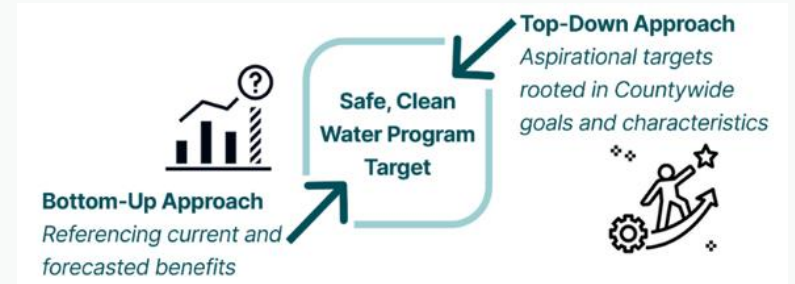 Top-Down Approach
Aspirational targets
rooted in Countywide
goals and characteristics
Safe, Clean
Water Program
Target
?
Bottom-Up Approach
Referencing current and
forecasted benefits